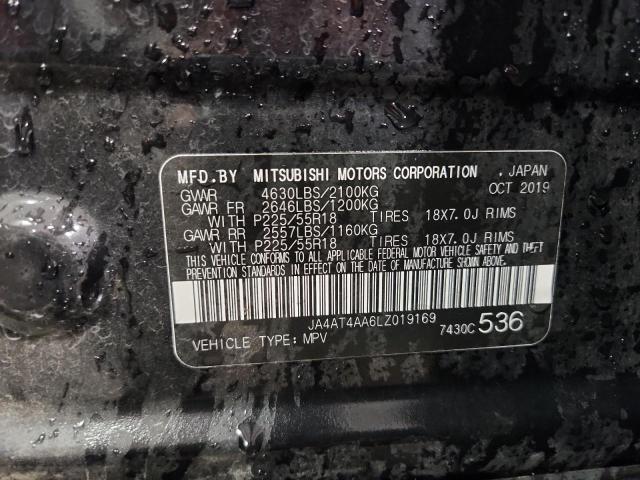 MFD. BY MITSUBISHI MOTORS CORPORATION , JAPAN
GVWR 4630LBS/2100KG OCT 2019
GAWR FR 2646LBS/1200KG
WITH P225/55R18 TIRES 18X7.0J RIMS
GAWR RR 2557LBS/1160KG
WITH P225/55R18 TIRES 18X7.0J RIMS
THIS VEHICLE CONFORMS TO ALL APPLICABLE FEDERAL MOTOR VEHICLE SAFETY AND THEFT
PREVENTION STANDARDS IN EFFECT ON THE DATE OF MANUFACTURE SHOWN ABOVE.
JA4AT4AA6LZ019169
VEHICLE TYPE: MPV 7430C 536